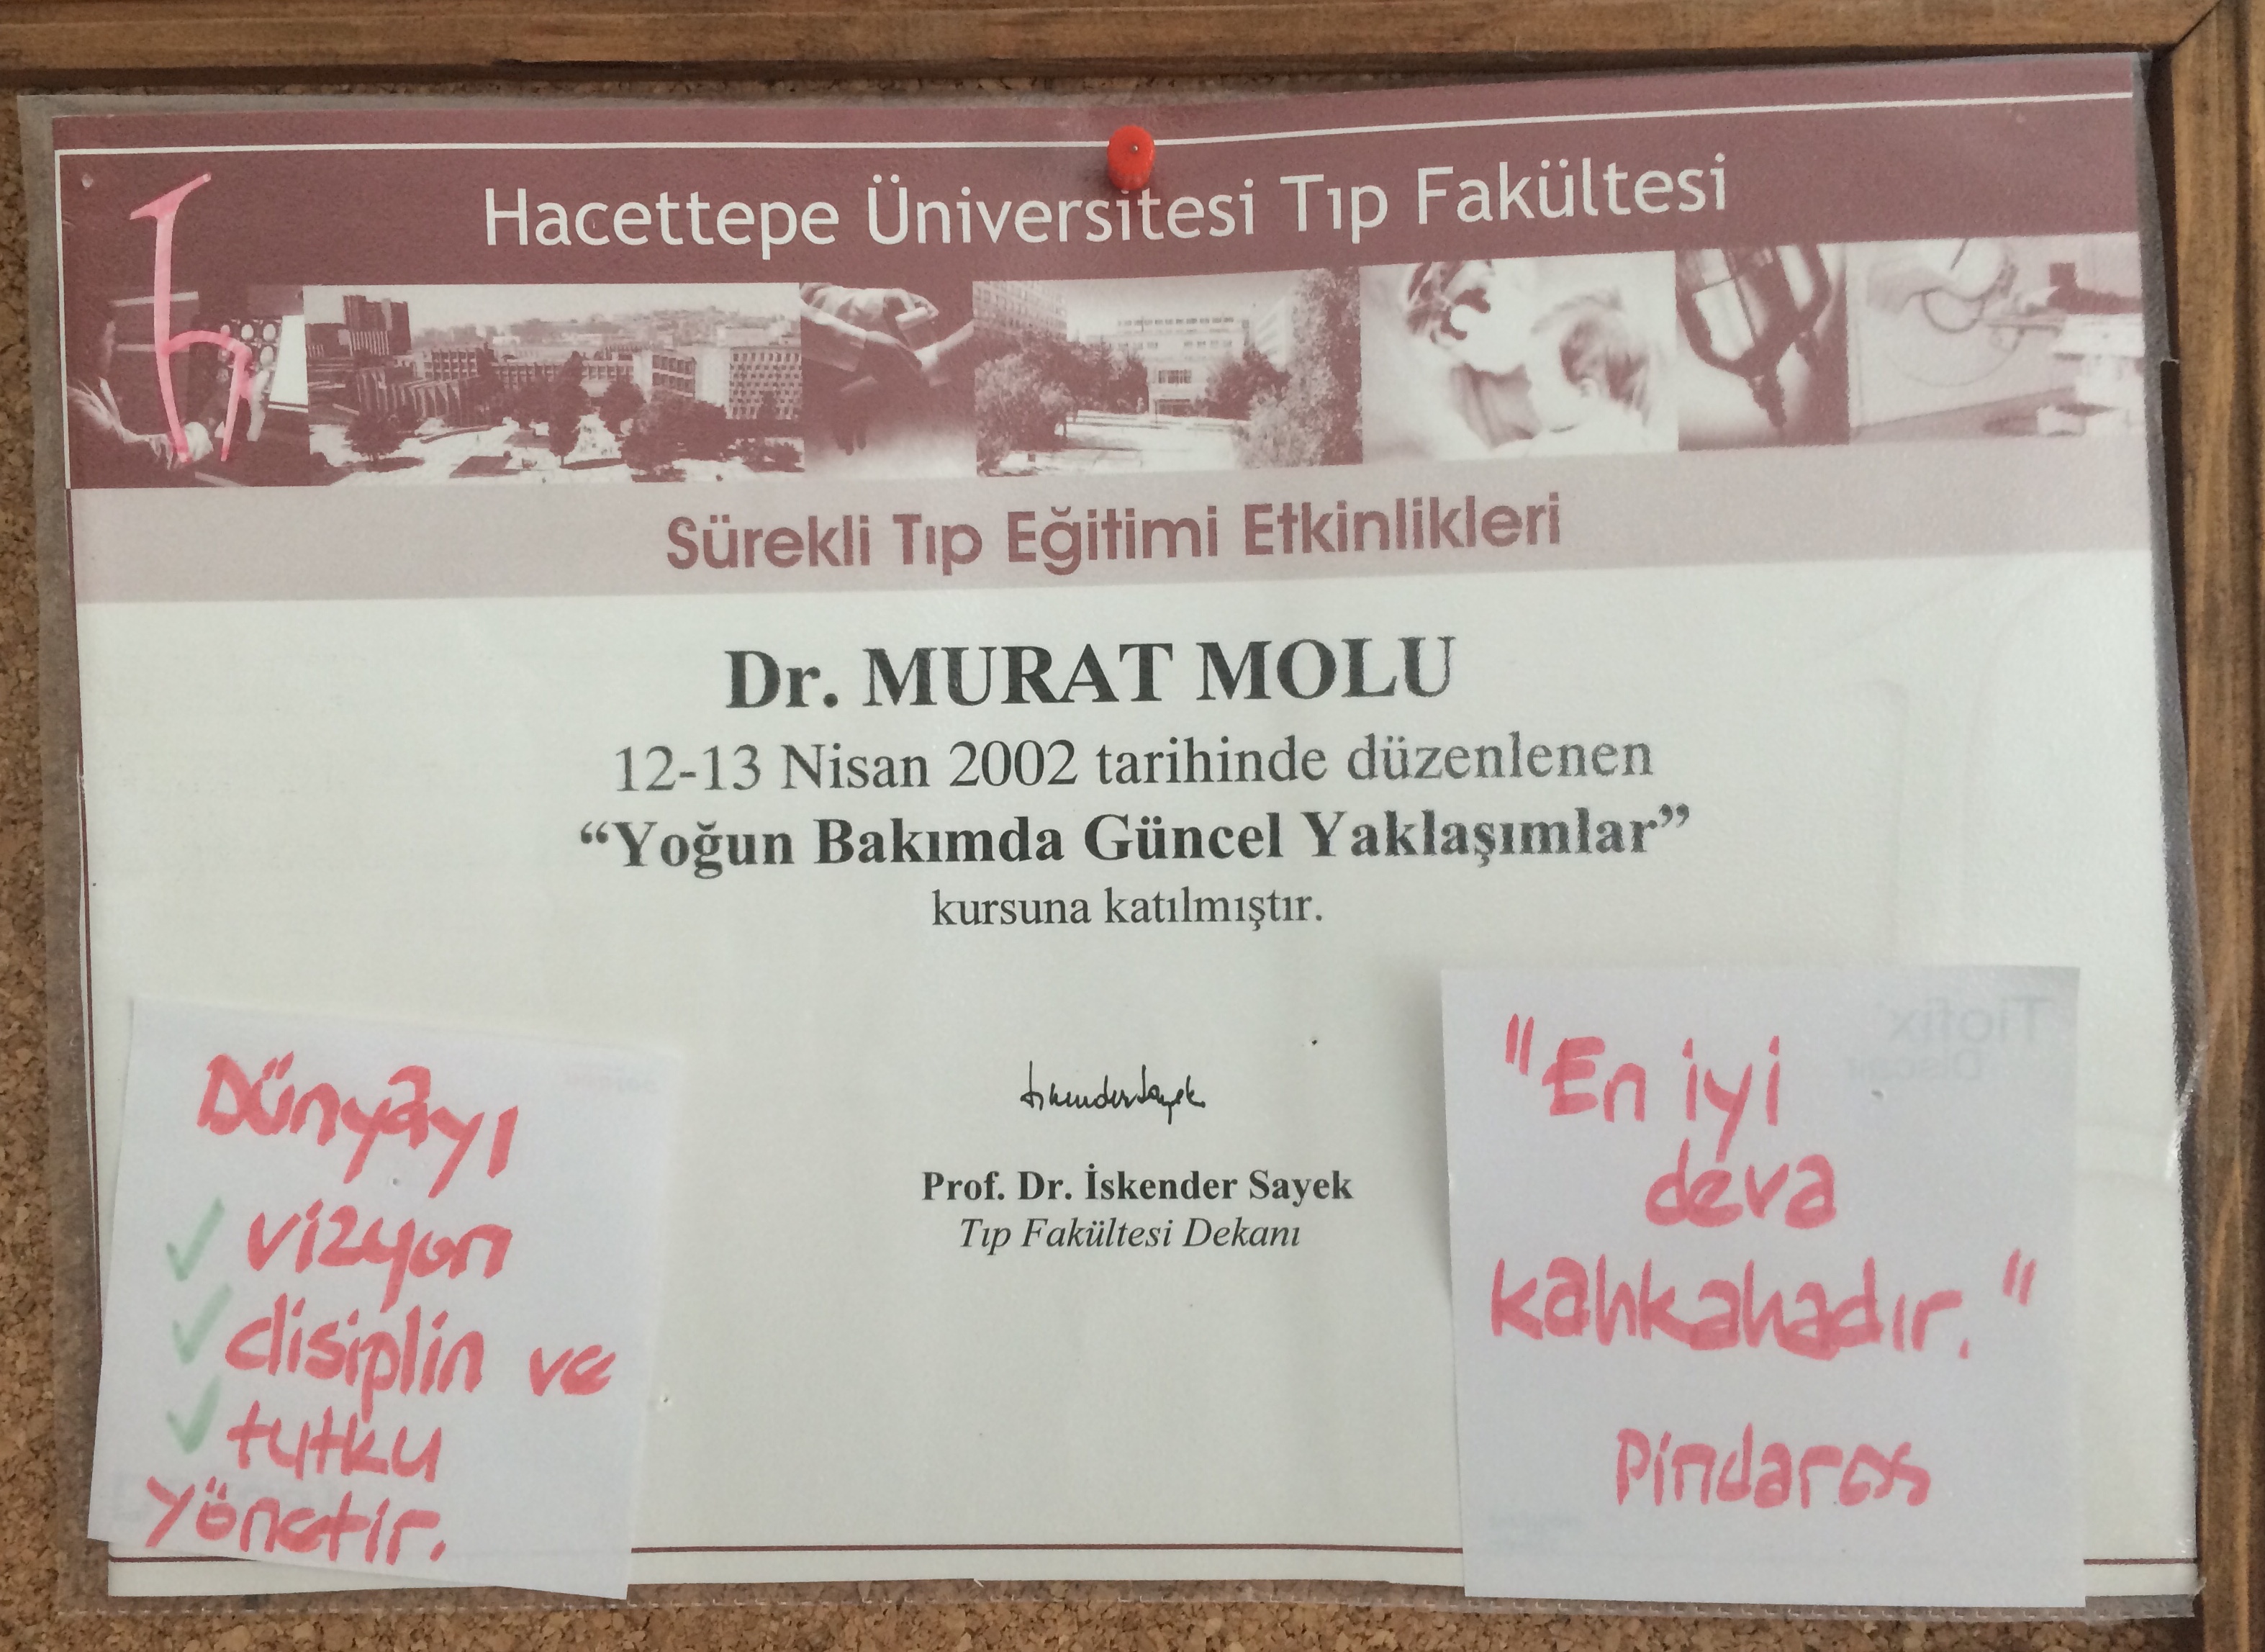 Hacettepe Üniversitesi Tıp Fakültesi
Sürekli Tıp Eğitimi Etkinlikleri
Dr. MURAT MOLU
12-13 Nisan 2002 tarihinde düzenlenen
“Yoğun Bakımda Güncel Yaklaşımlar”
kursuna katılmıştır.
Prof. Dr. İskender Sayek
Tıp Fakültesi Dekanı
Dünyayı
✓ vizyon
✓ disiplin ve
✓ tutku
yönetir.
"En iyi
deva
kahkahadır."
Pindaros